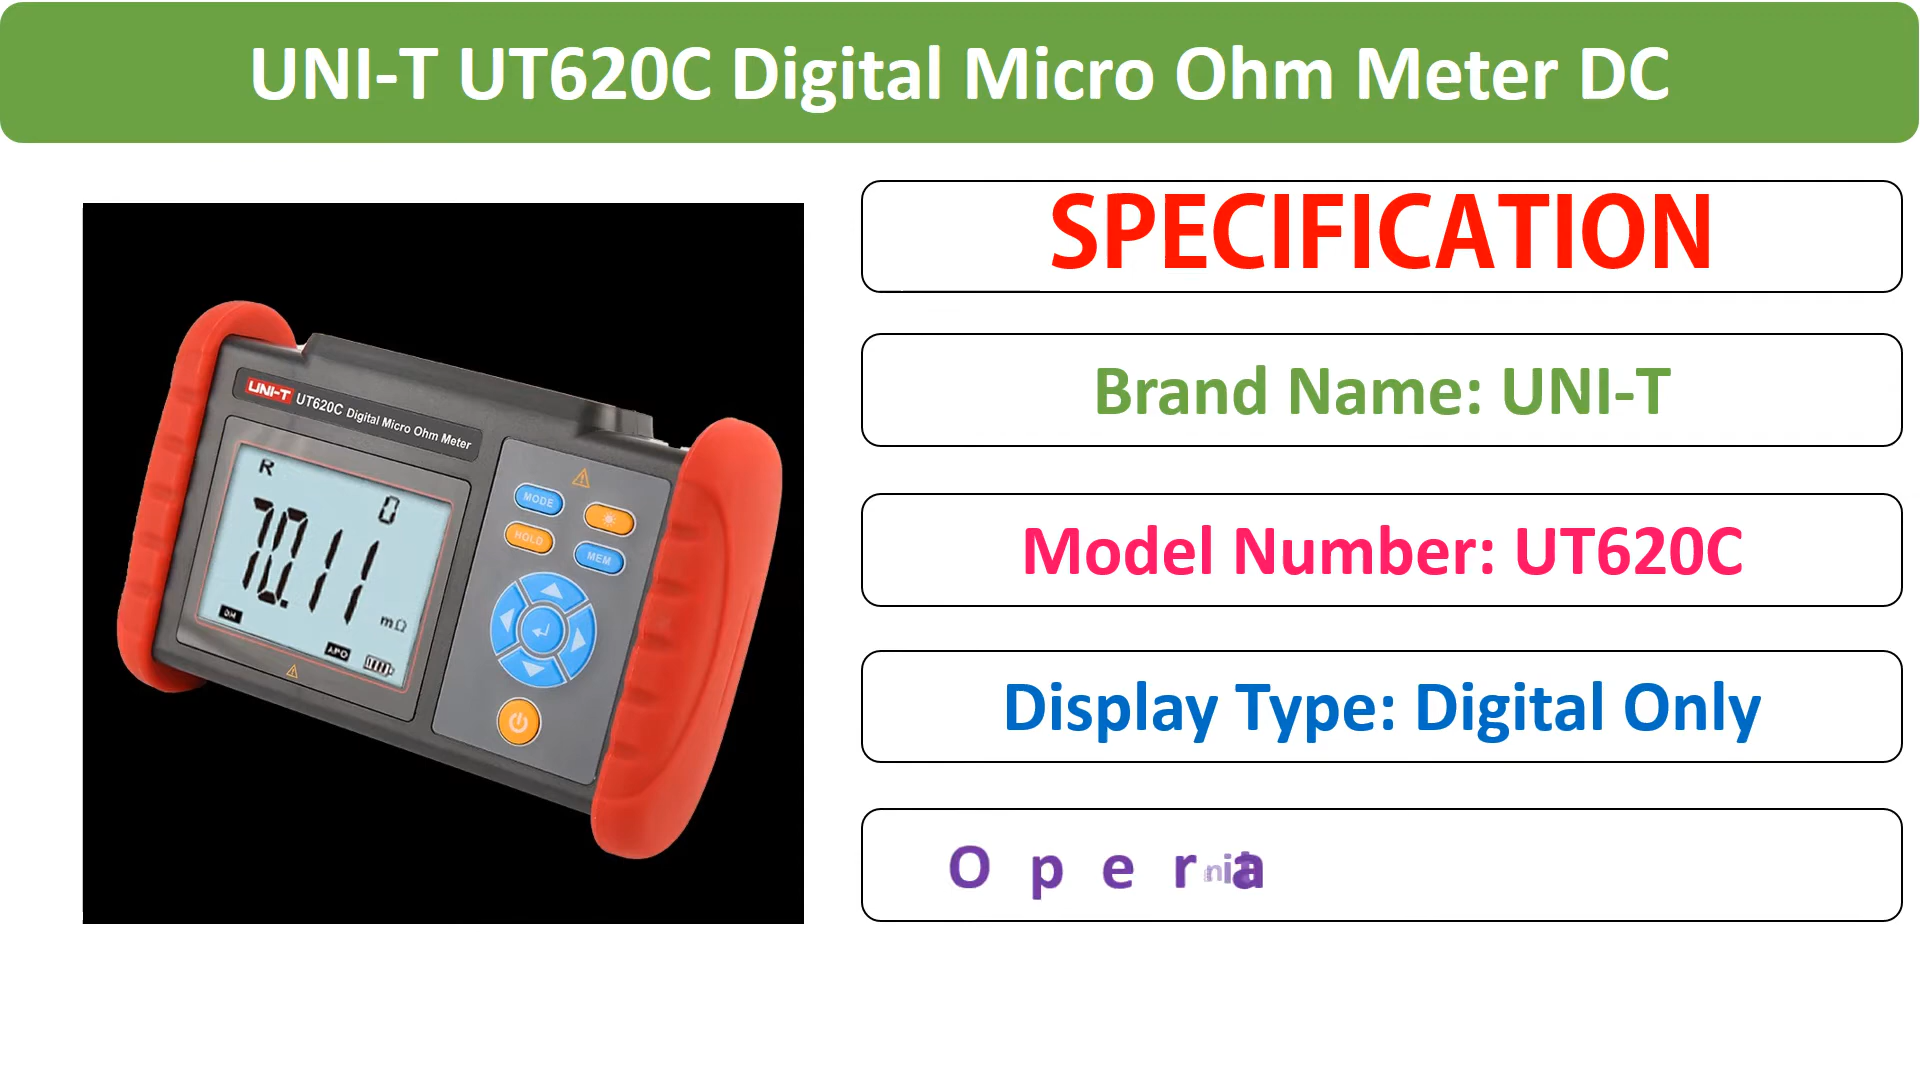 UNI-T UT620C Digital Micro Ohm Meter DC
SPECIFICATION
Brand Name: UNI-T
Model Number: UT620C
Display Type: Digital Only
O p e r a
UNI-T UT620C Digital Micro Ohm Meter
R
0
70.11
mΩ
APO
MODE
HOLD
MEM